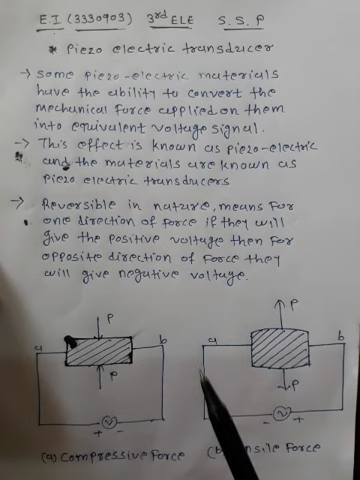 E.I (3330903) 3rd ELE S.S.P
* Piezo electric transducer
→ Some Piezo-electric materials
have the ability to convert the
mechanical force applied on them
into equivalent voltage signal.
→ This effect is known as Piezo-electric
and the materials are known as
Piezo electric transducers
→ Reversible in nature, means For
one direction of force if they will
give the positive voltage then for
opposite direction of Force they
will give negative voltage.
P
P
a b
a b
P
P
+ -
- +
(a) Compressive Force
(b) nsile Force